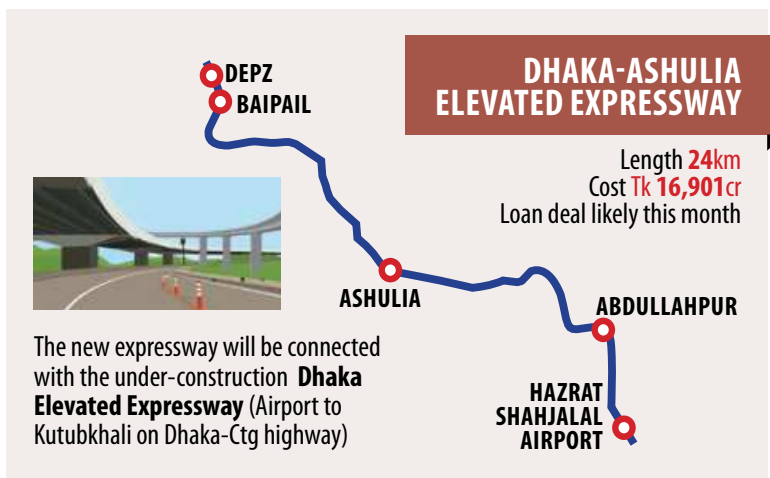 DHAKA-ASHULIA
ELEVATED EXPRESSWAY
Length 24km
Cost Tk 16,901cr
Loan deal likely this month
DEPZ
BAIPAIL
ASHULIA
ABDULLAHPUR
HAZRAT
SHAHJALAL
AIRPORT
The new expressway will be connected
with the under-construction Dhaka
Elevated Expressway (Airport to
Kutubkhali on Dhaka-Ctg highway)